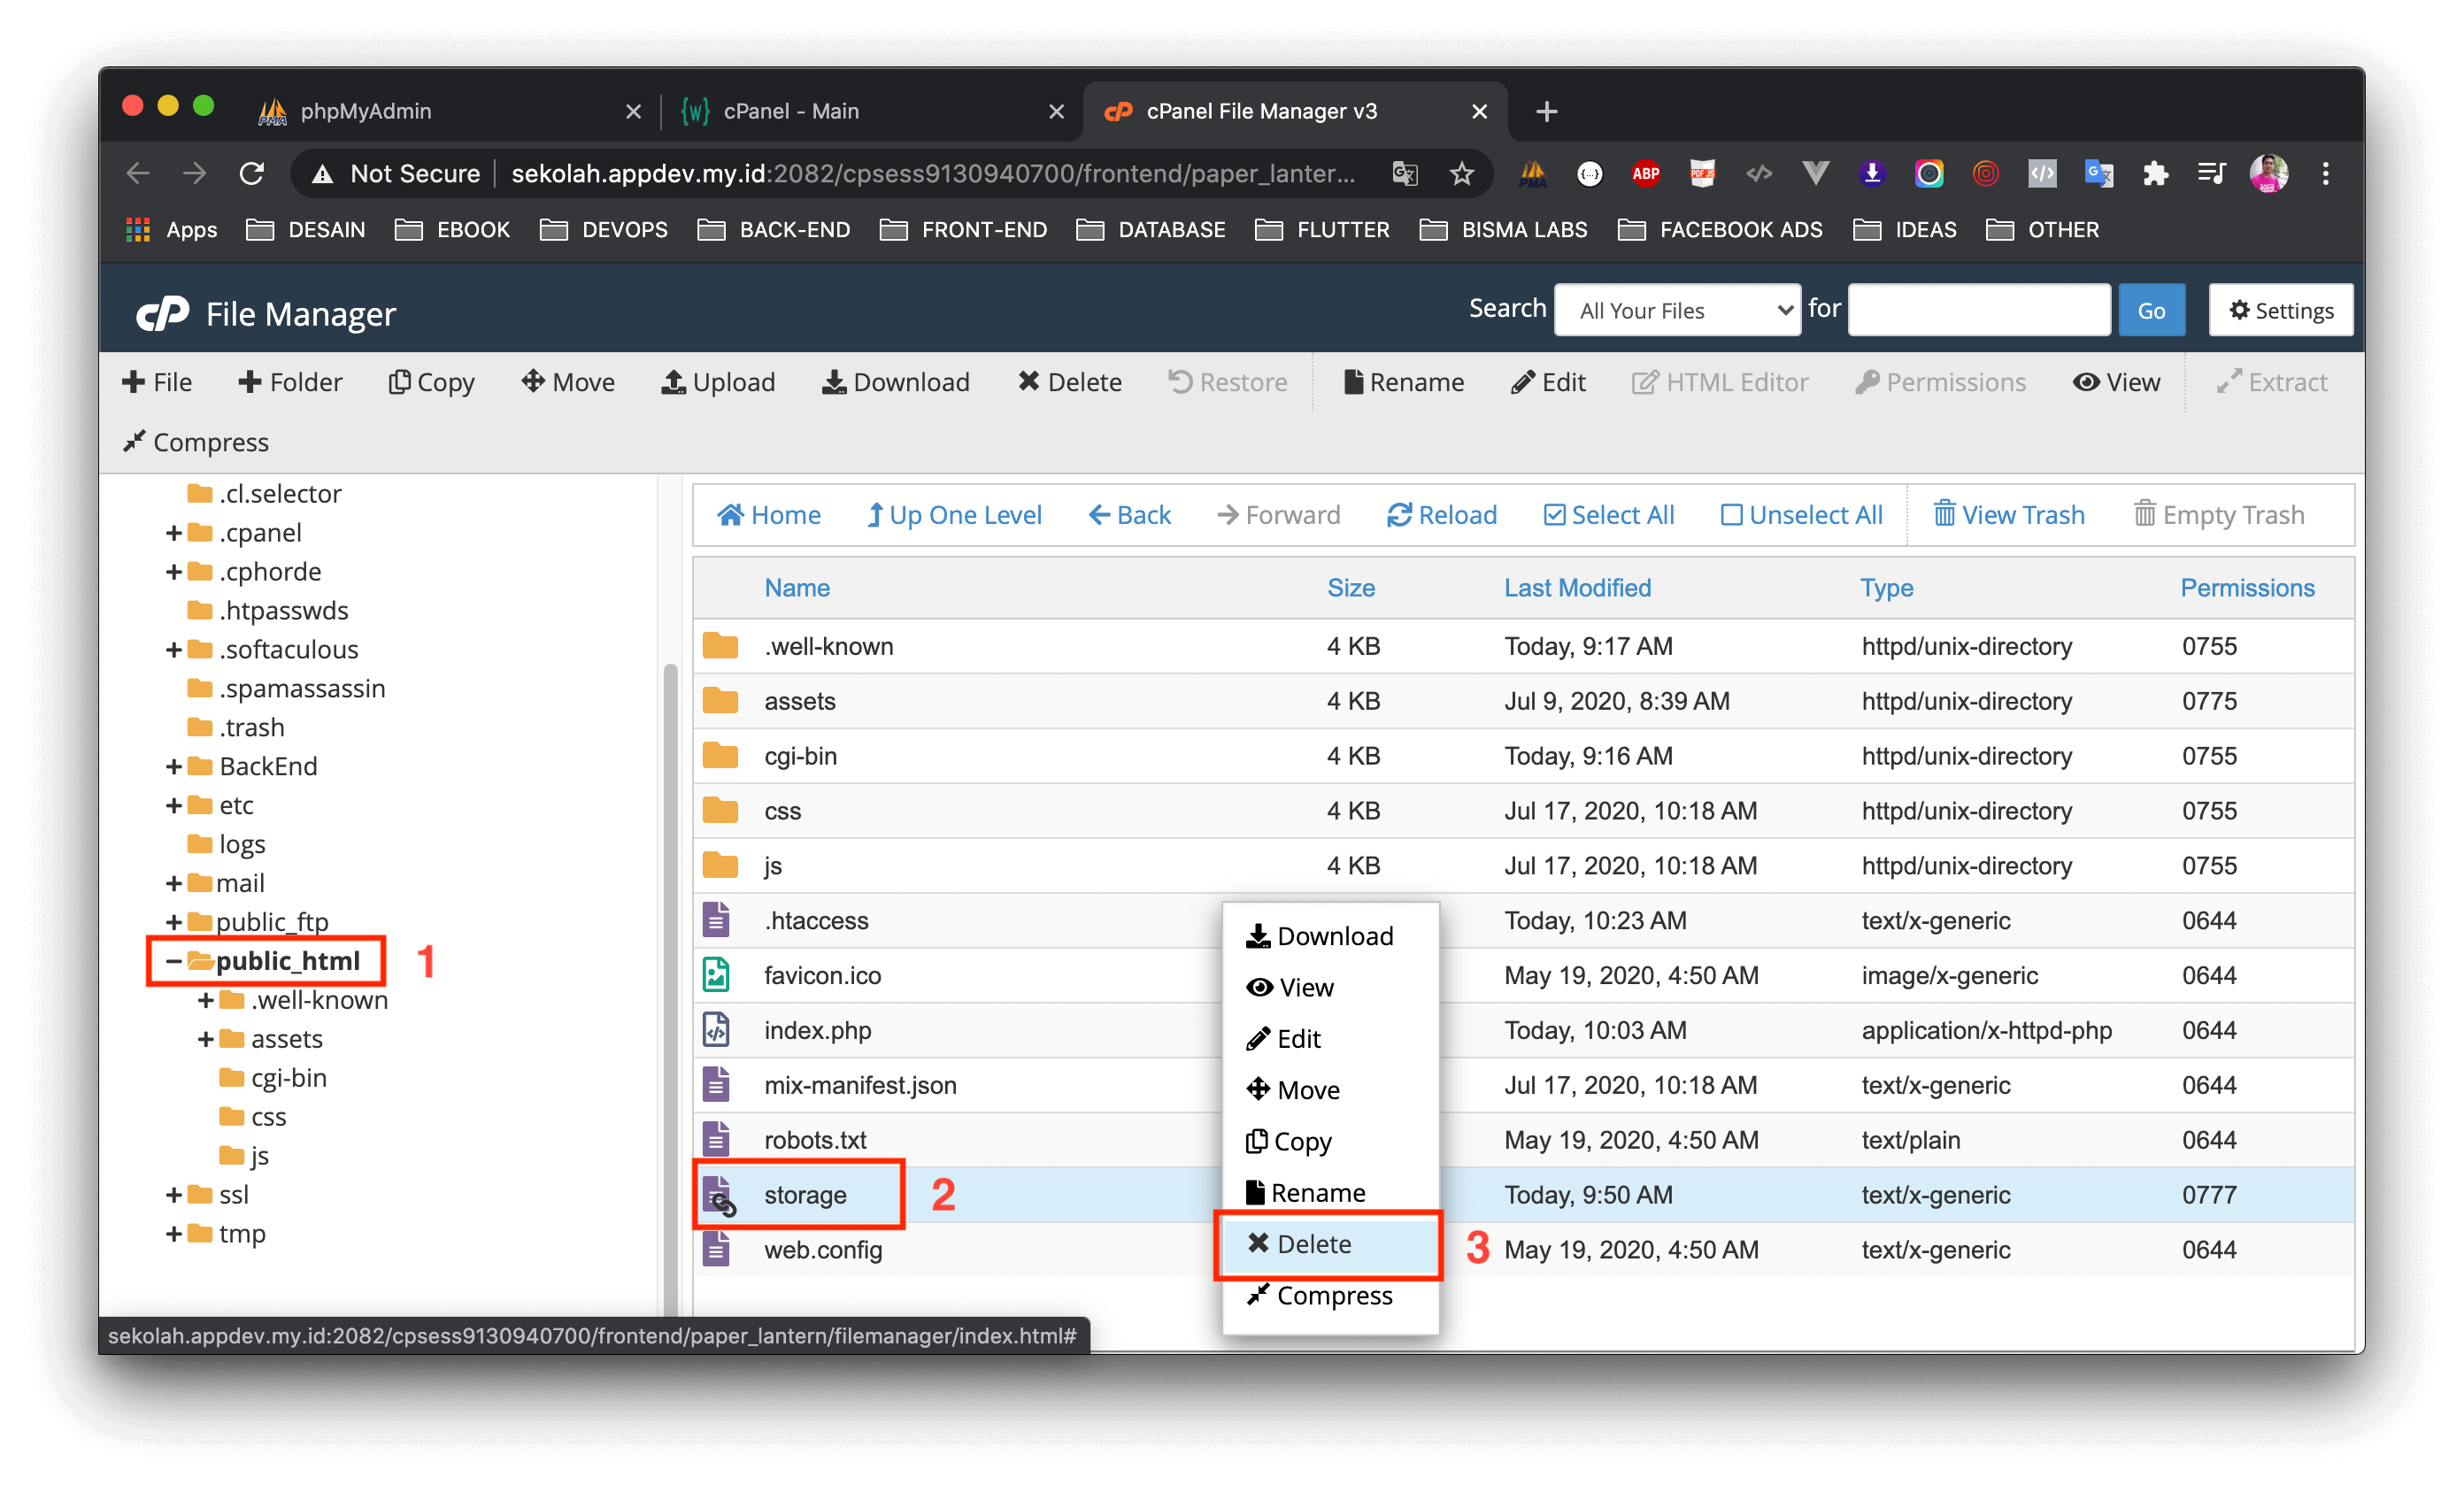 phpMyAdmin
cPanel - Main
cPanel File Manager v3
Not Secure sekolah.appdev.my.id:2082/cpsess9130940700/frontend/paper_lanter...
Apps DESAIN EBOOK DEVOPS BACK-END FRONT-END DATABASE FLUTTER BISMA LABS FACEBOOK ADS IDEAS OTHER
cP File Manager
Search All Your Files for Go Settings
File Folder Copy Move Upload Download Delete Restore Rename Edit HTML Editor Permissions View Extract
Compress
.cl.selector
.cpanel
.cphorde
.htpasswds
.softaculous
.spamassassin
.trash
BackEnd
etc
logs
mail
public_ftp
public_html 1
.well-known
assets
cgi-bin
css
js
ssl
tmp
Home Up One Level Back Forward Reload Select All Unselect All View Trash Empty Trash
Name Size Last Modified Type Permissions
.well-known 4 KB Today, 9:17 AM httpd/unix-directory 0755
assets 4 KB Jul 9, 2020, 8:39 AM httpd/unix-directory 0775
cgi-bin 4 KB Today, 9:16 AM httpd/unix-directory 0755
css 4 KB Jul 17, 2020, 10:18 AM httpd/unix-directory 0755
js 4 KB Jul 17, 2020, 10:18 AM httpd/unix-directory 0755
.htaccess Today, 10:23 AM text/x-generic 0644
favicon.ico May 19, 2020, 4:50 AM image/x-generic 0644
index.php Today, 10:03 AM application/x-httpd-php 0644
mix-manifest.json Jul 17, 2020, 10:18 AM text/x-generic 0644
robots.txt May 19, 2020, 4:50 AM text/plain 0644
storage 2 Today, 9:50 AM text/x-generic 0777
web.config May 19, 2020, 4:50 AM text/x-generic 0644
Download
View
Edit
Move
Copy
Rename
Delete 3
Compress
sekolah.appdev.my.id:2082/cpsess9130940700/frontend/paper_lantern/filemanager/index.html#